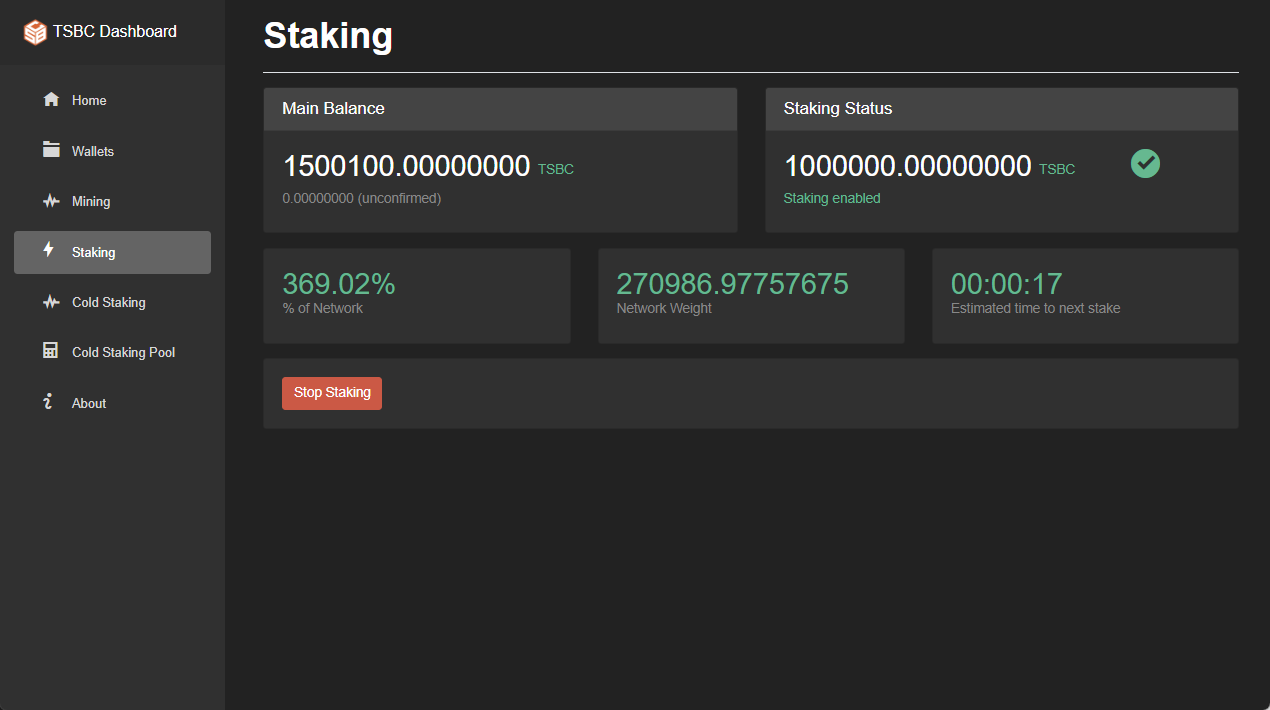 TSBC Dashboard
Home
Wallets
Mining
Staking
Cold Staking
Cold Staking Pool
About
Staking
Main Balance
1500100.00000000 TSBC
0.00000000 (unconfirmed)
Staking Status
1000000.00000000 TSBC
Staking enabled
369.02%
% of Network
270986.97757675
Network Weight
00:00:17
Estimated time to next stake
Stop Staking